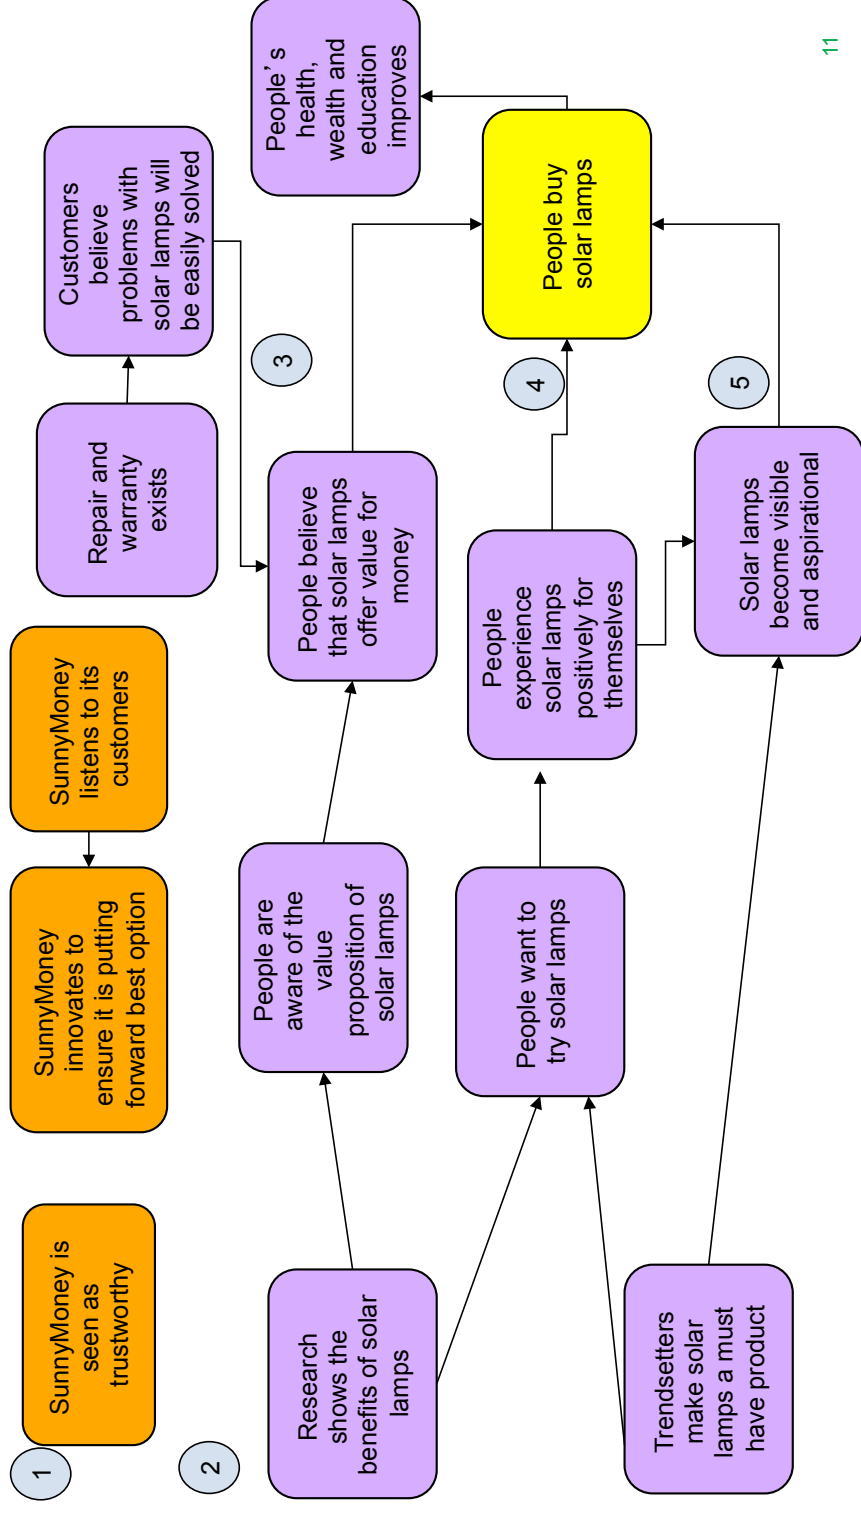 1
SunnyMoney is
seen as
trustworthy
SunnyMoney
innovates to
ensure it is putting
forward best option
SunnyMoney
listens to its
customers
Repair and
warranty
exists
Customers
believe
problems with
solar lamps will
be easily solved
2
Research
shows the
benefits of solar
lamps
People are
aware of the
value
proposition of
solar lamps
People believe
that solar lamps
offer value for
money
3
People’s
health,
wealth and
education
improves
People want to
try solar lamps
People
experience
solar lamps
positively for
themselves
4
People buy
solar lamps
Trendsetters
make solar
lamps a must
have product
Solar lamps
become visible
and aspirational
5
11